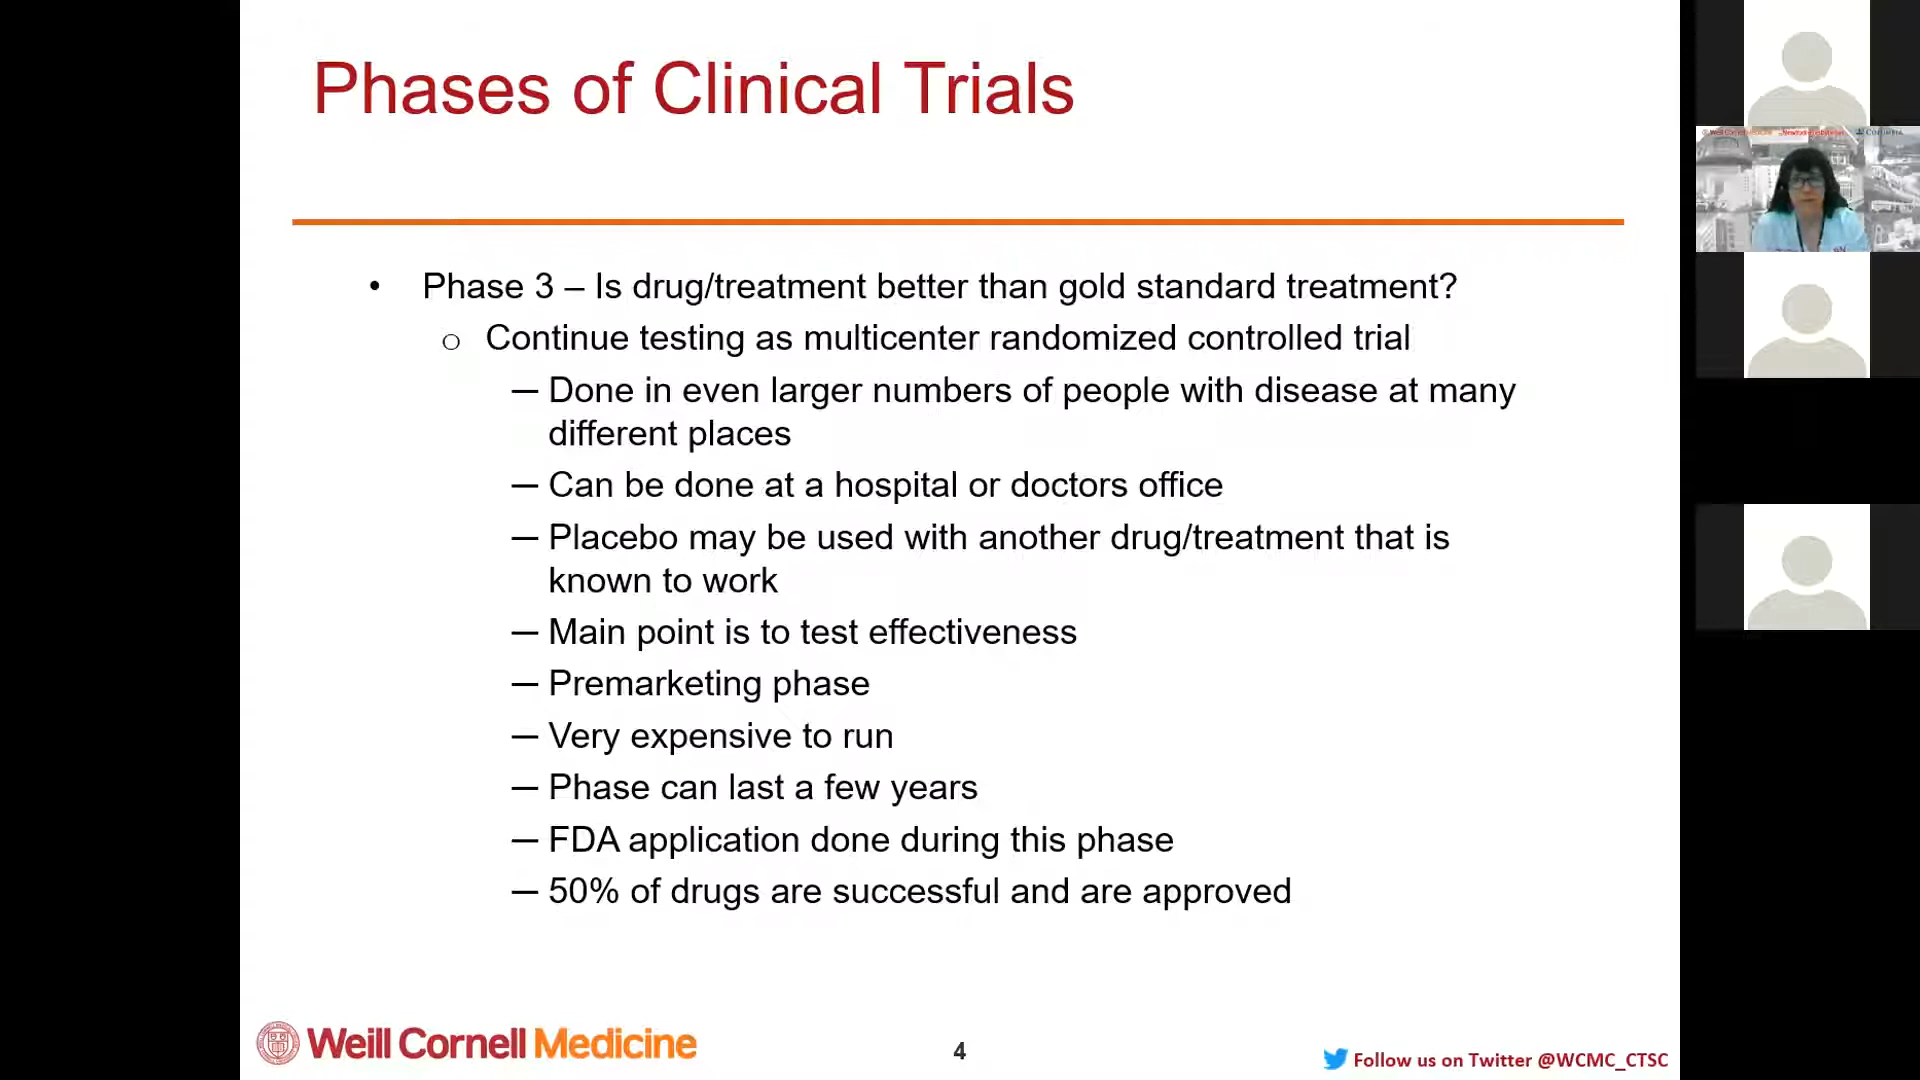 Phases of Clinical Trials
• Phase 3 – Is drug/treatment better than gold standard treatment?
o Continue testing as multicenter randomized controlled trial
— Done in even larger numbers of people with disease at many
different places
— Can be done at a hospital or doctors office
— Placebo may be used with another drug/treatment that is
known to work
— Main point is to test effectiveness
— Premarketing phase
— Very expensive to run
— Phase can last a few years
— FDA application done during this phase
— 50% of drugs are successful and are approved
Weill Cornell Medicine
4
Follow us on Twitter @WCMC_CTSC
Weill Cornell Medicine